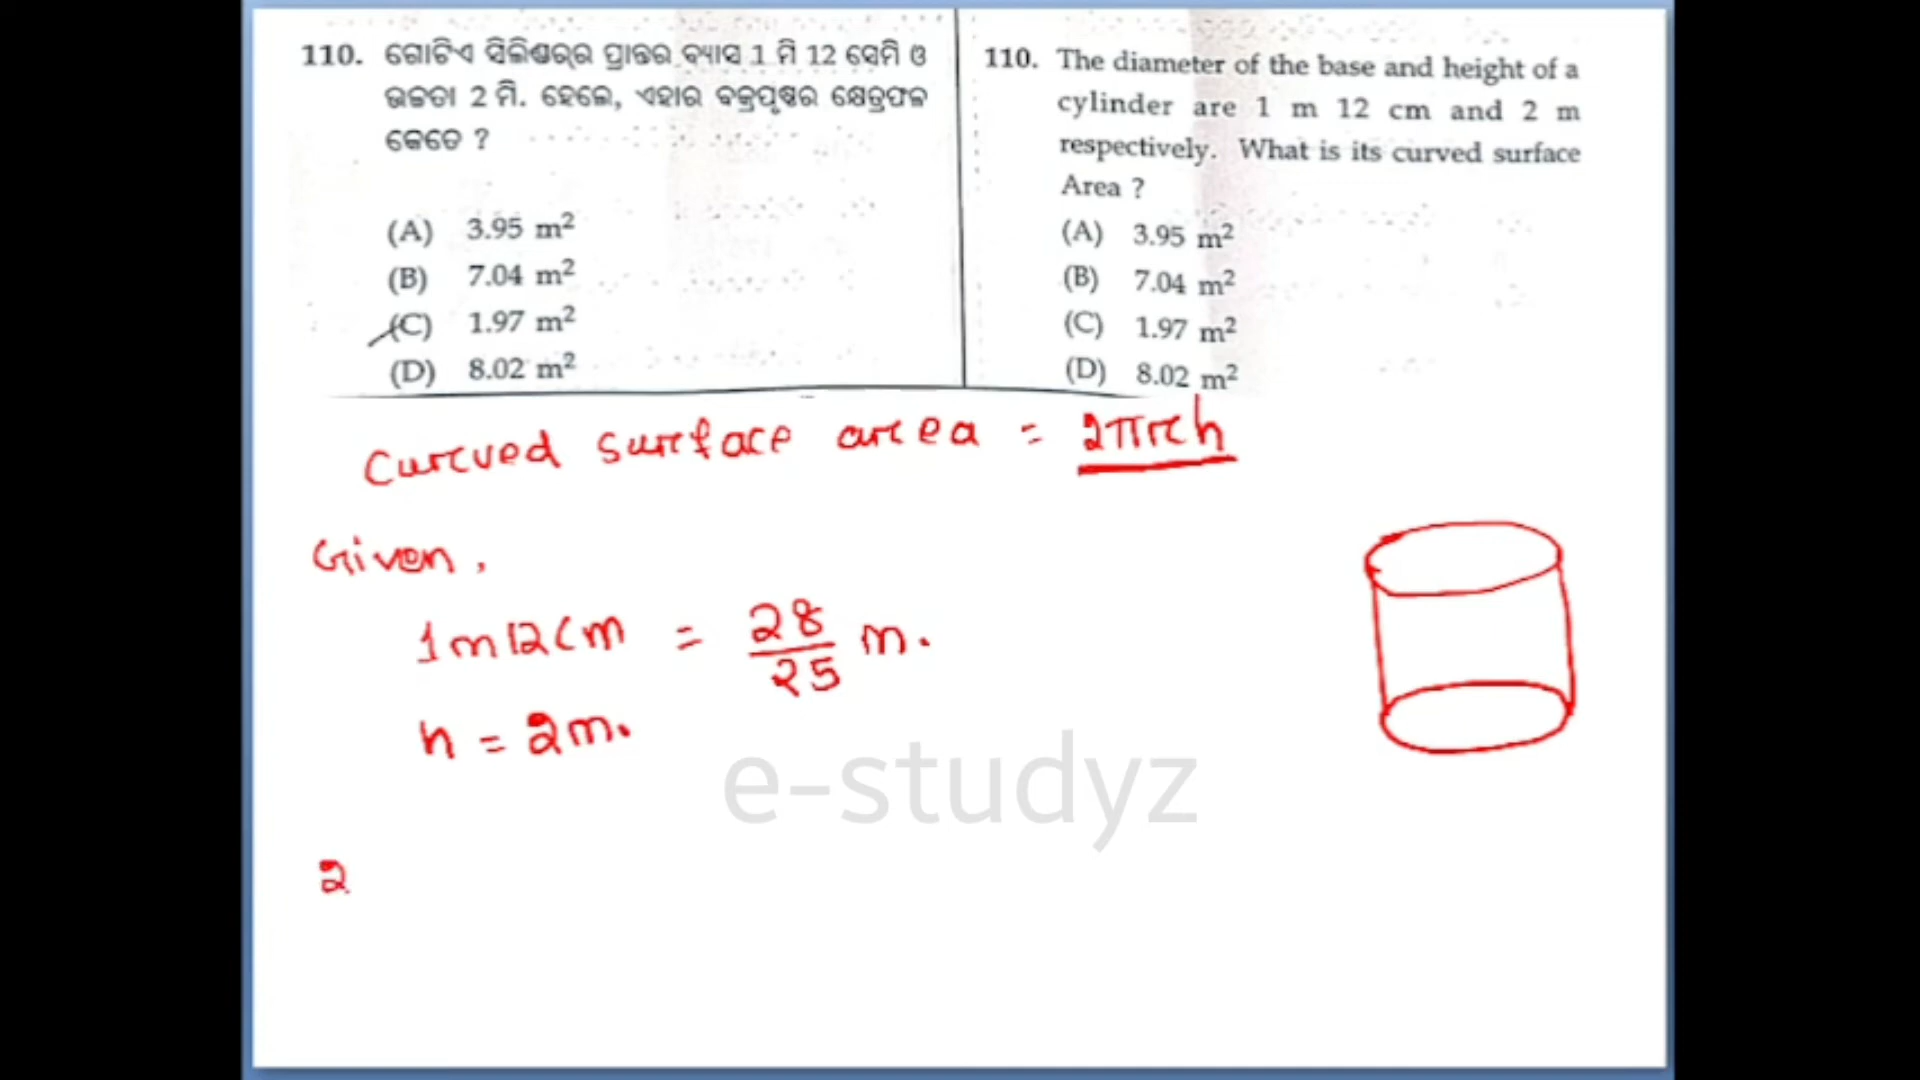 110. ଗୋଟିଏ ସିଲିଣ୍ଡରର ପ୍ରାନ୍ତର ବ୍ୟାସ 1 ମି 12 ସେମି ଓ
ଉଚ୍ଚତା 2 ମି. ହେଲେ, ଏହାର ବକ୍ରପୃଷ୍ଠର କ୍ଷେତ୍ରଫଳ
କେତେ ?
(A) 3.95 m²
(B) 7.04 m²
(C) 1.97 m²
(D) 8.02 m²
110. The diameter of the base and height of a
cylinder are 1 m 12 cm and 2 m
respectively. What is its curved surface
Area ?
(A) 3.95 m²
(B) 7.04 m²
(C) 1.97 m²
(D) 8.02 m²
Curved surface area = 2πrh
Given,
1m12cm = 28/25 m.
h = 2m.
e-studyz
2